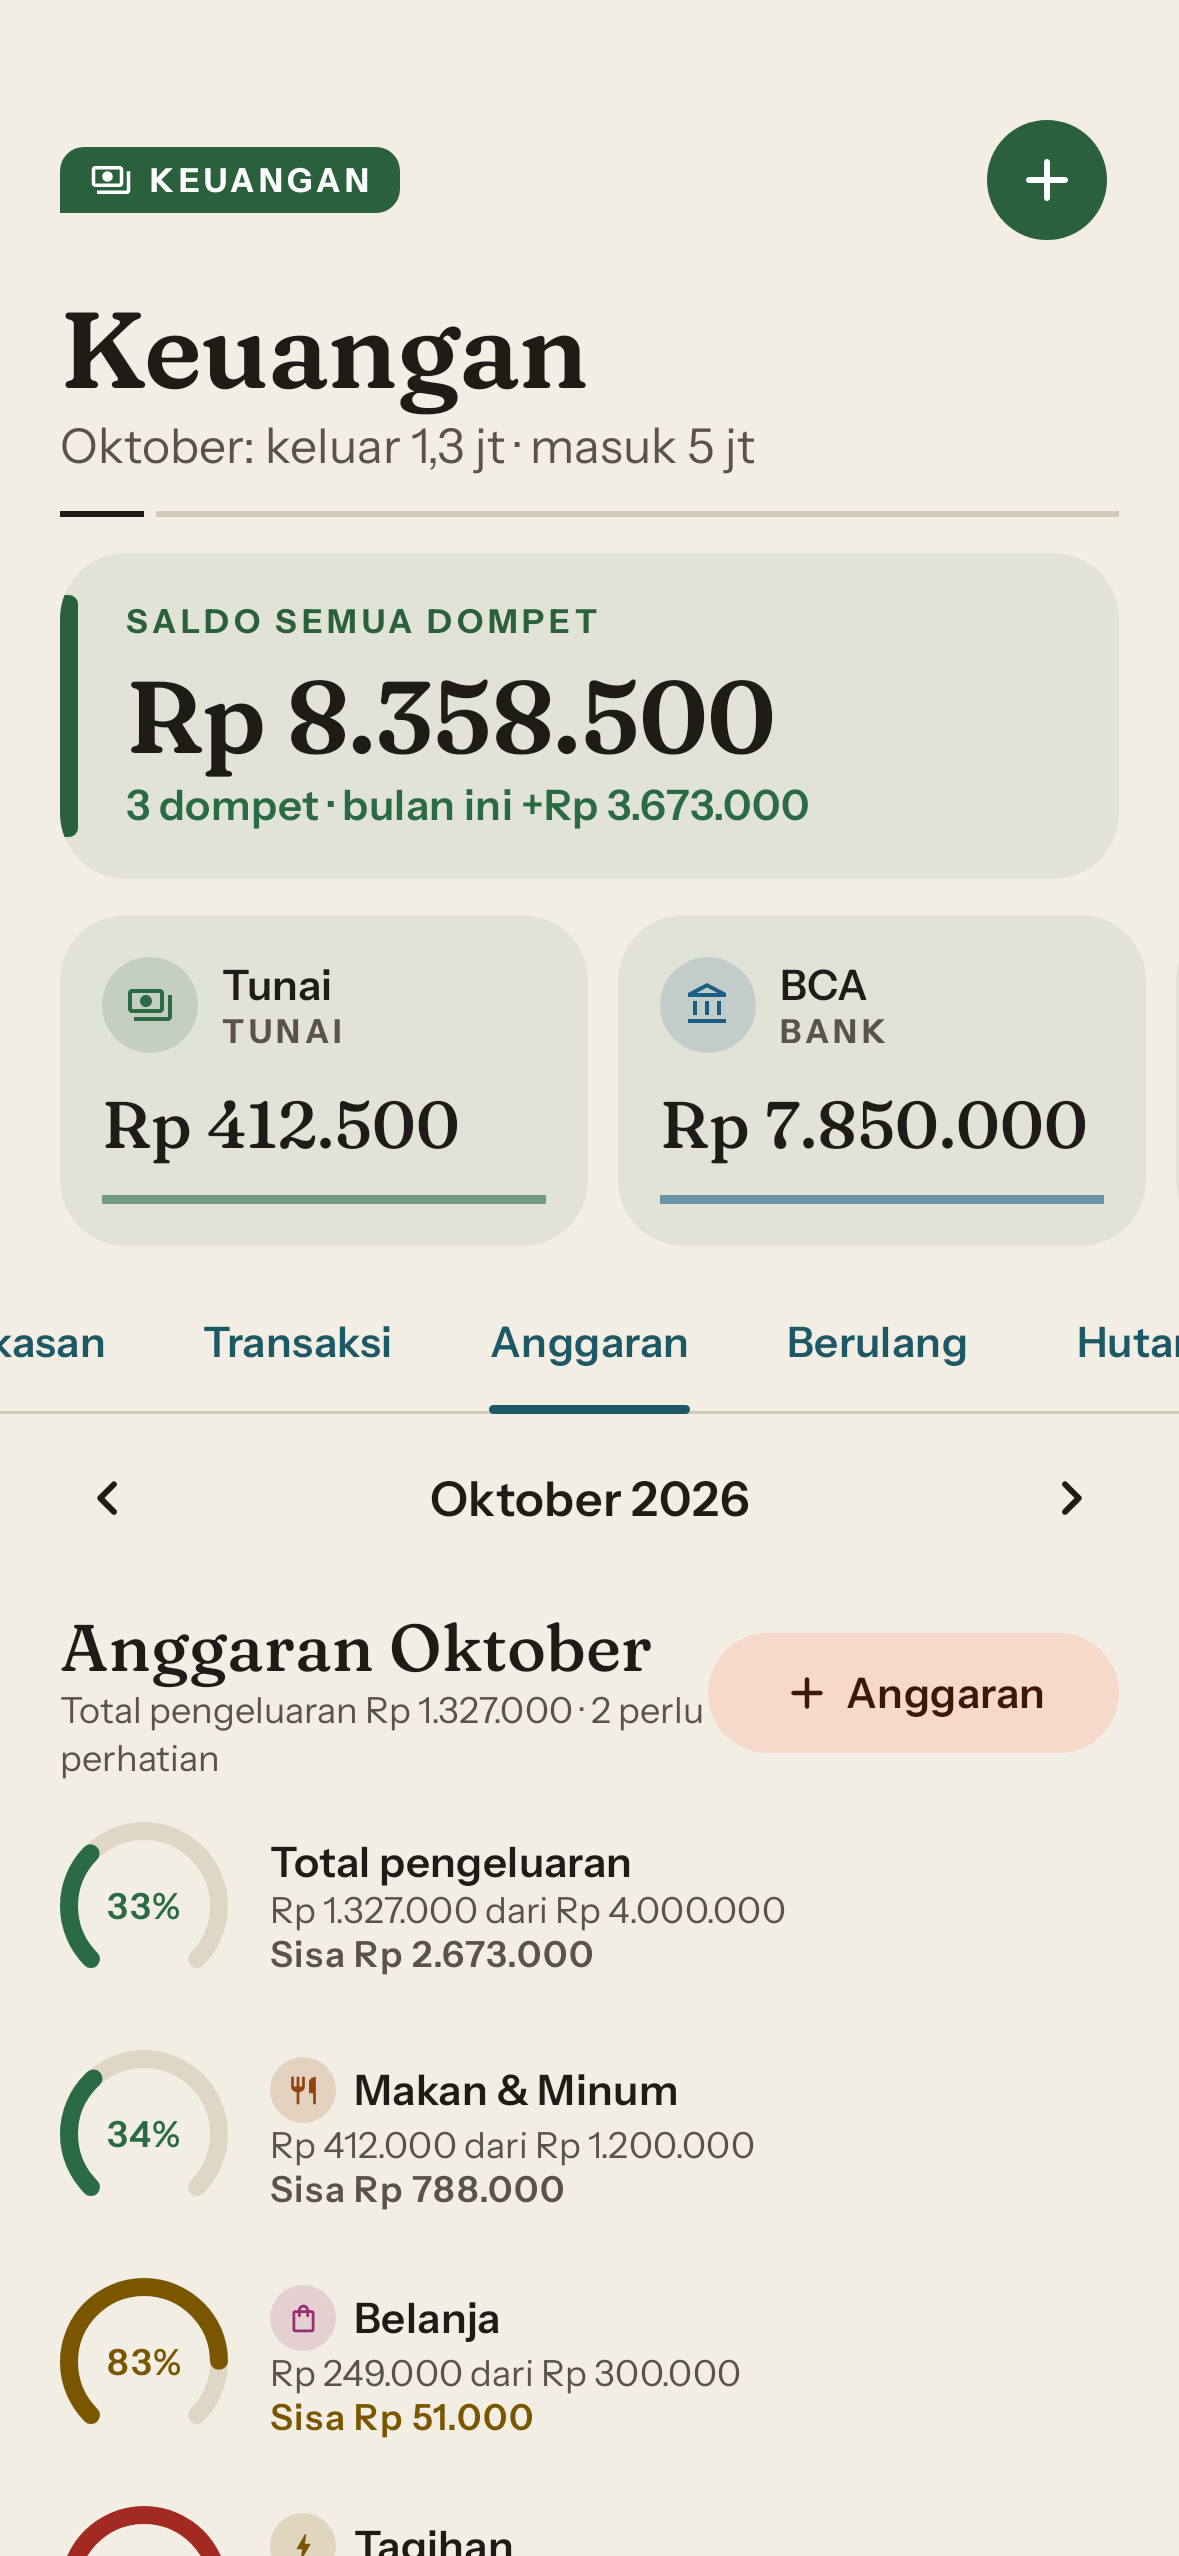 KEUANGAN
Keuangan
Oktober: keluar 1,3 jt · masuk 5 jt
SALDO SEMUA DOMPET
Rp 8.358.500
3 dompet · bulan ini +Rp 3.673.000
Tunai
TUNAI
Rp 412.500
BCA
BANK
Rp 7.850.000
kasan Transaksi Anggaran Berulang Hutan
Oktober 2026
Anggaran Oktober
Total pengeluaran Rp 1.327.000 · 2 perlu
perhatian
+ Anggaran
33%
Total pengeluaran
Rp 1.327.000 dari Rp 4.000.000
Sisa Rp 2.673.000
34%
Makan & Minum
Rp 412.000 dari Rp 1.200.000
Sisa Rp 788.000
83%
Belanja
Rp 249.000 dari Rp 300.000
Sisa Rp 51.000
Tagihan